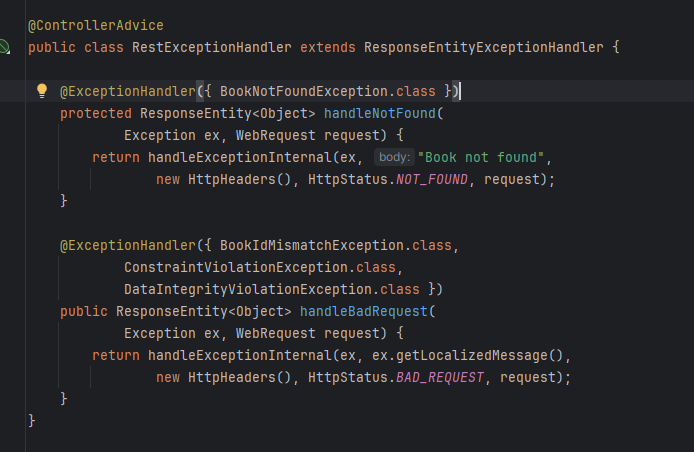 @ControllerAdvice
public class RestExceptionHandler extends ResponseEntityExceptionHandler {
@ExceptionHandler({ BookNotFoundException.class })
protected ResponseEntity<Object> handleNotFound(
Exception ex, WebRequest request) {
return handleExceptionInternal(ex, body: "Book not found",
new HttpHeaders(), HttpStatus.NOT_FOUND, request);
}
@ExceptionHandler({ BookIdMismatchException.class,
ConstraintViolationException.class,
DataIntegrityViolationException.class })
public ResponseEntity<Object> handleBadRequest(
Exception ex, WebRequest request) {
return handleExceptionInternal(ex, ex.getLocalizedMessage(),
new HttpHeaders(), HttpStatus.BAD_REQUEST, request);
}
}